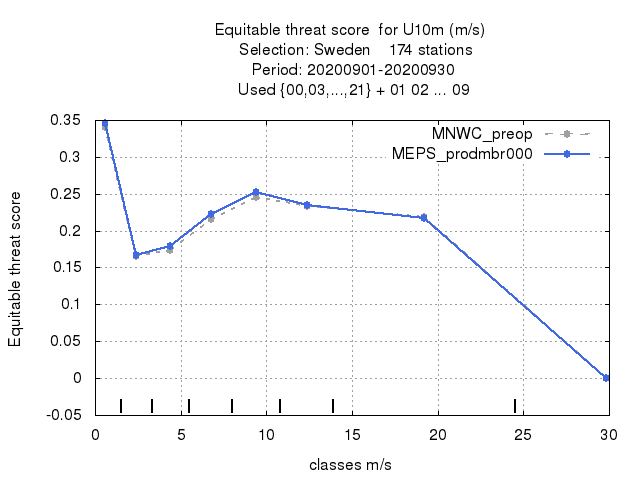 Equitable threat score  for U10m (m/s)
Selection: Sweden    174 stations
Period: 20200901-20200930
Used {00,03,...,21} + 01 02 ... 09
MNWC_preop
MEPS_prodmbr000
Equitable threat score
0.35
0.3
0.25
0.2
0.15
0.1
0.05
0
-0.05
0 5 10 15 20 25 30
classes m/s